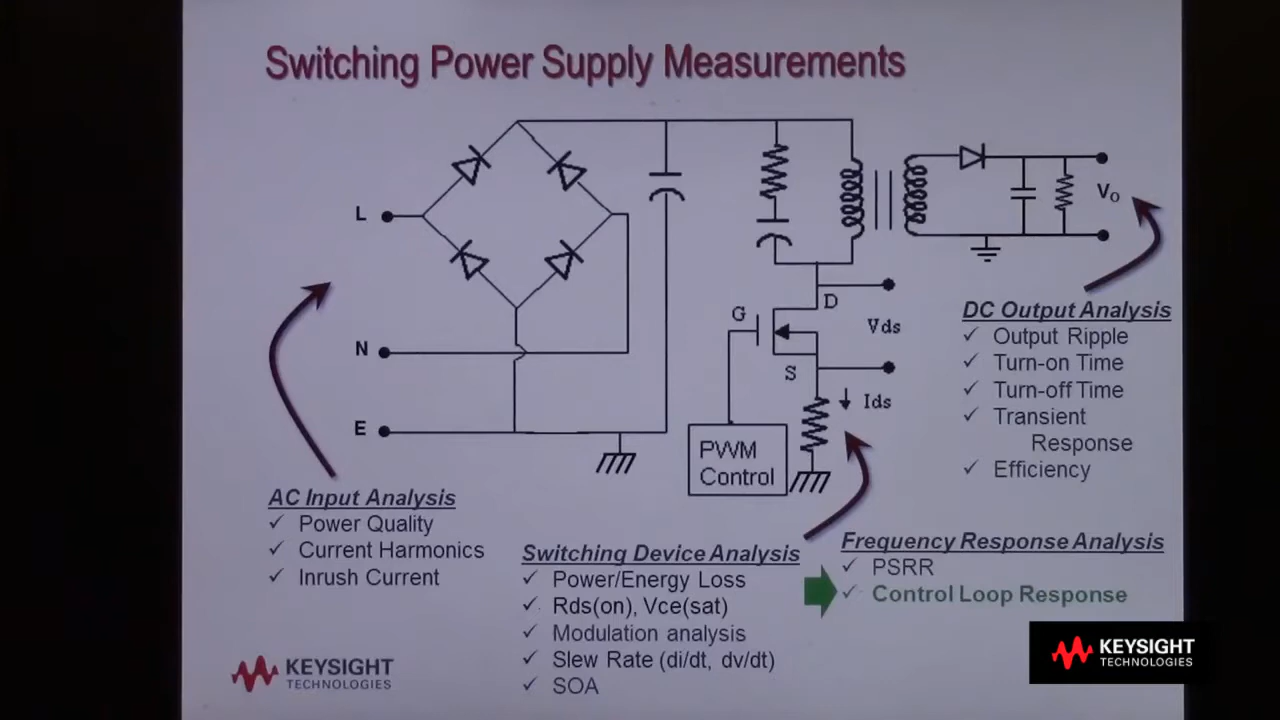 Switching Power Supply Measurements
L
N
E
G
D
S
Vds
Ids
PWM
Control
VO
AC Input Analysis
✓ Power Quality
✓ Current Harmonics
✓ Inrush Current
Switching Device Analysis
✓ Power/Energy Loss
✓ Rds(on), Vce(sat)
✓ Modulation analysis
✓ Slew Rate (di/dt, dv/dt)
✓ SOA
DC Output Analysis
✓ Output Ripple
✓ Turn-on Time
✓ Turn-off Time
✓ Transient
Response
✓ Efficiency
Frequency Response Analysis
✓ PSRR
✓ Control Loop Response
KEYSIGHT
TECHNOLOGIES
KEYSIGHT
TECHNOLOGIES